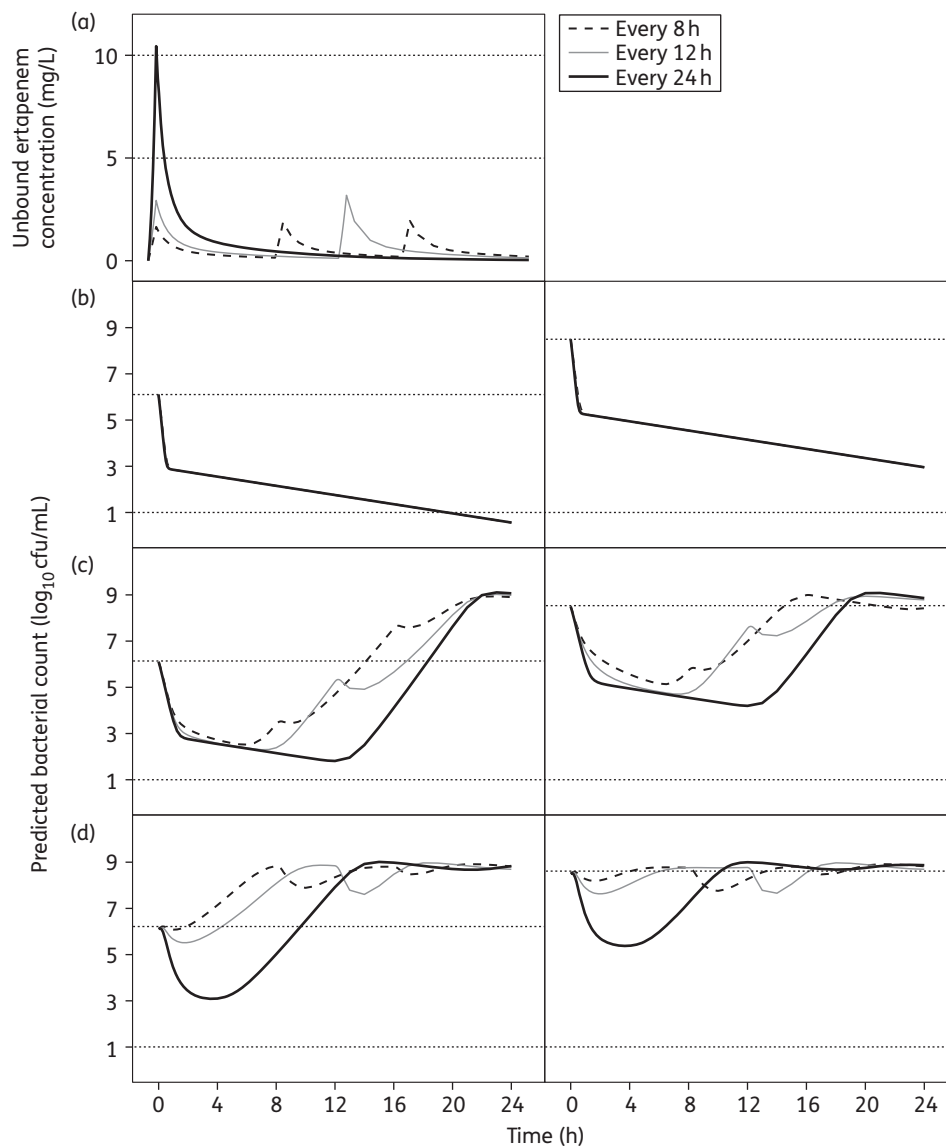 (a)
Unbound ertapenem
concentration (mg/L)
10
5
0
Every 8 h
Every 12 h
Every 24 h
(b)
9
7
5
3
1
(c)
9
7
5
3
1
(d)
9
7
5
3
1
Predicted bacterial count (log10 cfu/mL)
0 4 8 12 16 20 24
0 4 8 12 16 20 24
Time (h)